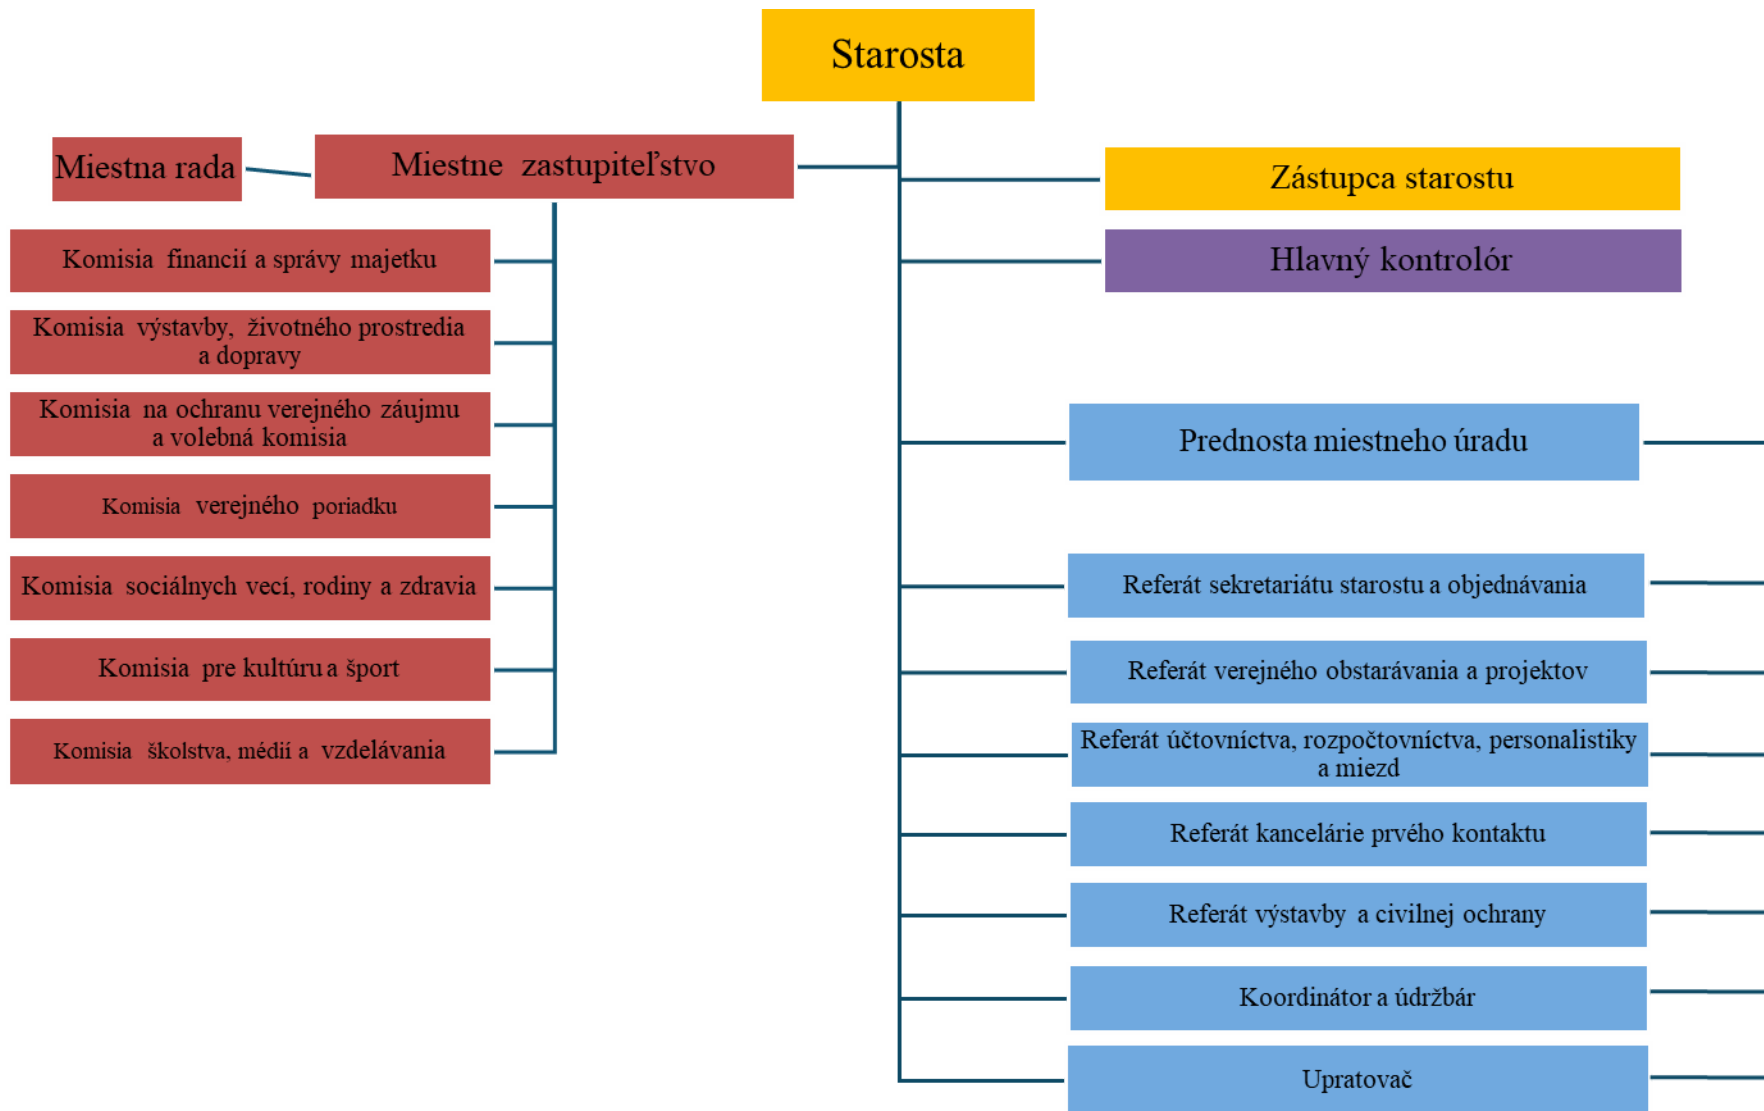 Starosta
Miestna rada
Miestne zastupiteľstvo
Komisia financií a správy majetku
Komisia výstavby, životného prostredia
a dopravy
Komisia na ochranu verejného záujmu
a volebná komisia
Komisia verejného poriadku
Komisia sociálnych vecí, rodiny a zdravia
Komisia pre kultúru a šport
Komisia školstva, médií a vzdelávania
Zástupca starostu
Hlavný kontrolór
Prednosta miestneho úradu
Referát sekretariátu starostu a objednávania
Referát verejného obstarávania a projektov
Referát účtovníctva, rozpočtovníctva, personalistiky
a miezd
Referát kancelárie prvého kontaktu
Referát výstavby a civilnej ochrany
Koordinátor a údržbár
Upratovač